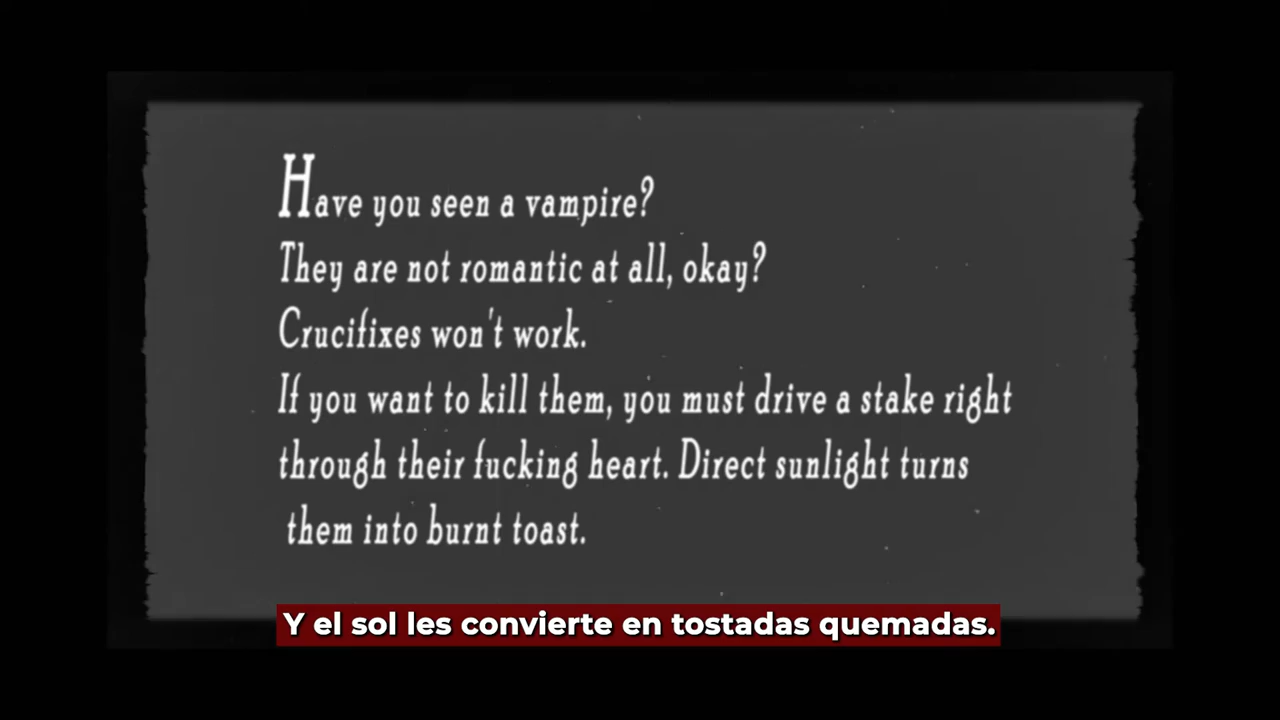 Have you seen a vampire?
They are not romantic at all, okay?
Crucifixes won't work.
If you want to kill them, you must drive a stake right
through their fucking heart. Direct sunlight turns
them into burnt toast.
Y el sol les convierte en tostadas quemadas.